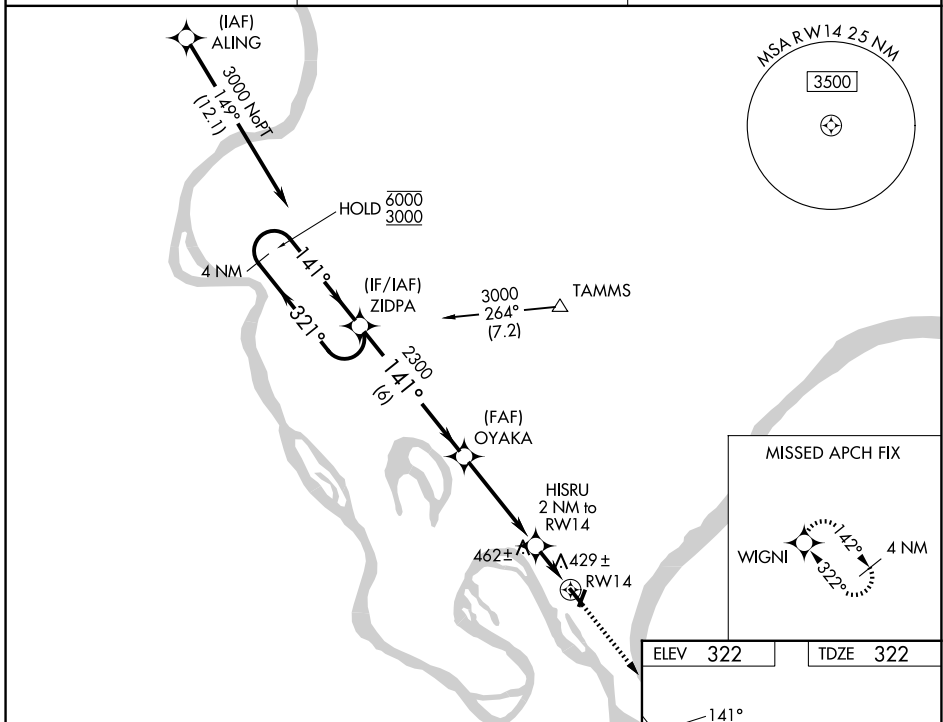 (IAF)
ALING
3000 NoPT
149°
(12.1)
MSA RW14 25 NM
3500
HOLD 6000
3000
4 NM
141°
321°
(IF/IAF)
ZIDPA
3000
264°
(7.2)
TAMMS
2300
141°
(6)
(FAF)
OYAKA
HISRU
2 NM to
RW14
462±
429±
RW14
MISSED APCH FIX
WIGNI
142°
322°
4 NM
ELEV 322
TDZE 322
141°